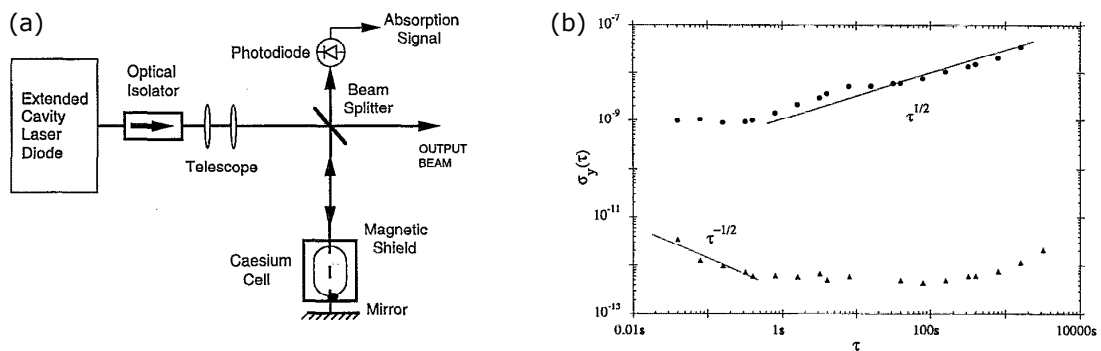 (a)
Absorption
Signal
Photodiode
Optical
Isolator
Beam
Splitter
Extended
Cavity
Laser
Diode
Telescope
OUTPUT
BEAM
Magnetic
Shield
Caesium
Cell
Mirror
(b)
10-7
10-9
10-11
10-13
σy(τ)
τ1/2
τ-1/2
0.01s
1s
100s
10000s
τ